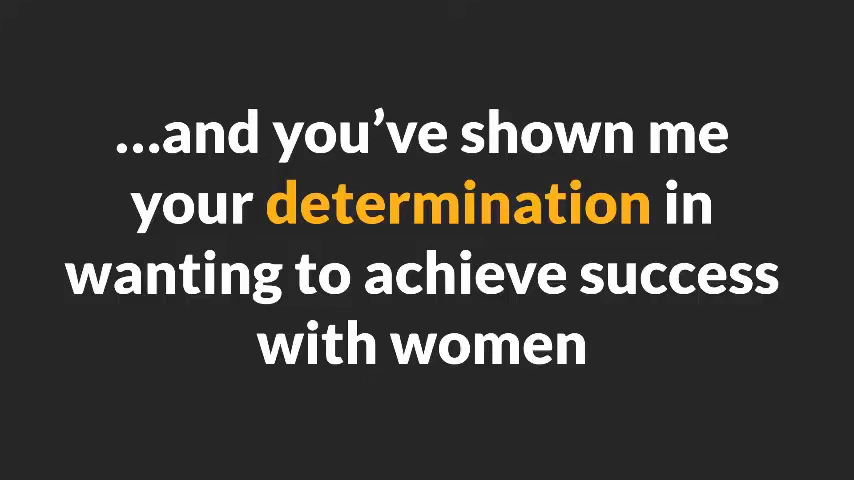 ...and you’ve shown me
your determination in
wanting to achieve success
with women